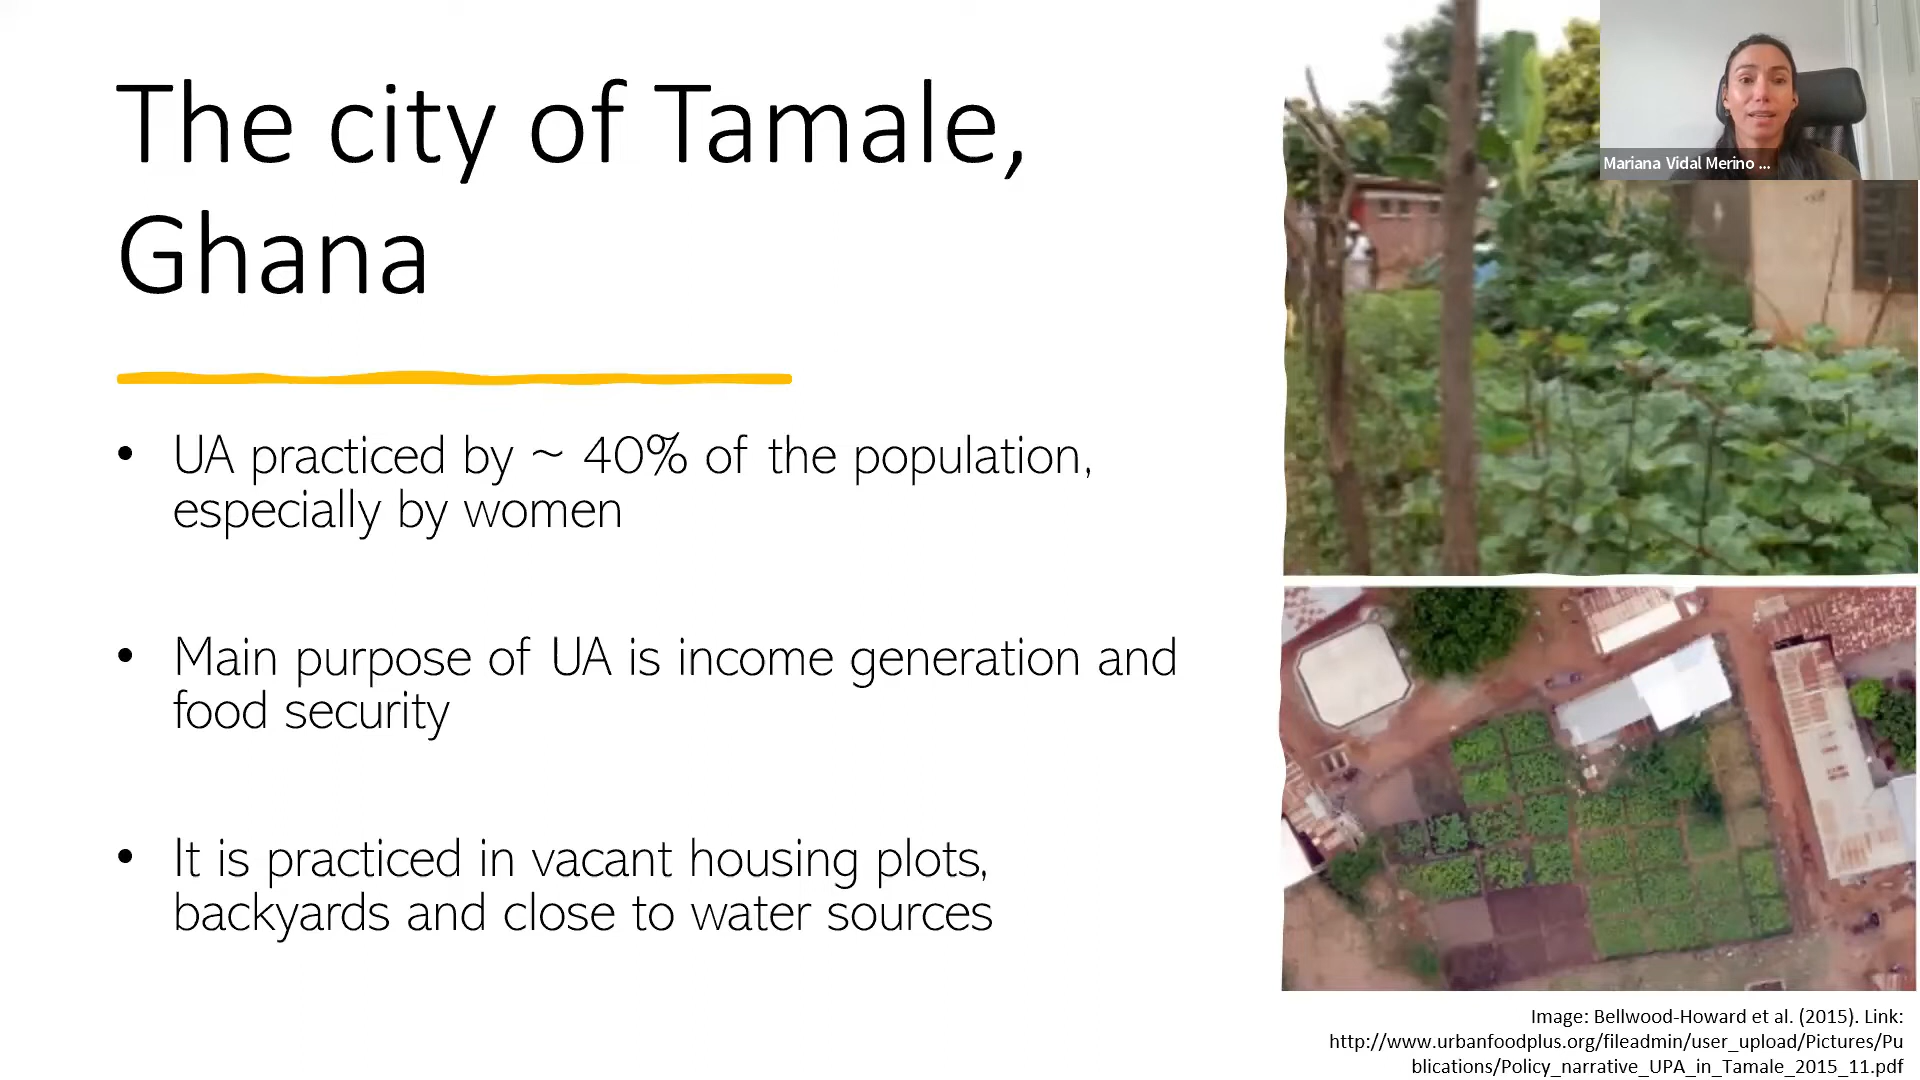 The city of Tamale,
Ghana
• UA practiced by ~ 40% of the population,
especially by women
• Main purpose of UA is income generation and
food security
• It is practiced in vacant housing plots,
backyards and close to water sources
Mariana Vidal Merino ...
Image: Bellwood-Howard et al. (2015). Link:
http://www.urbanfoodplus.org/fileadmin/user_upload/Pictures/Pu
blications/Policy_narrative_UPA_in_Tamale_2015_11.pdf